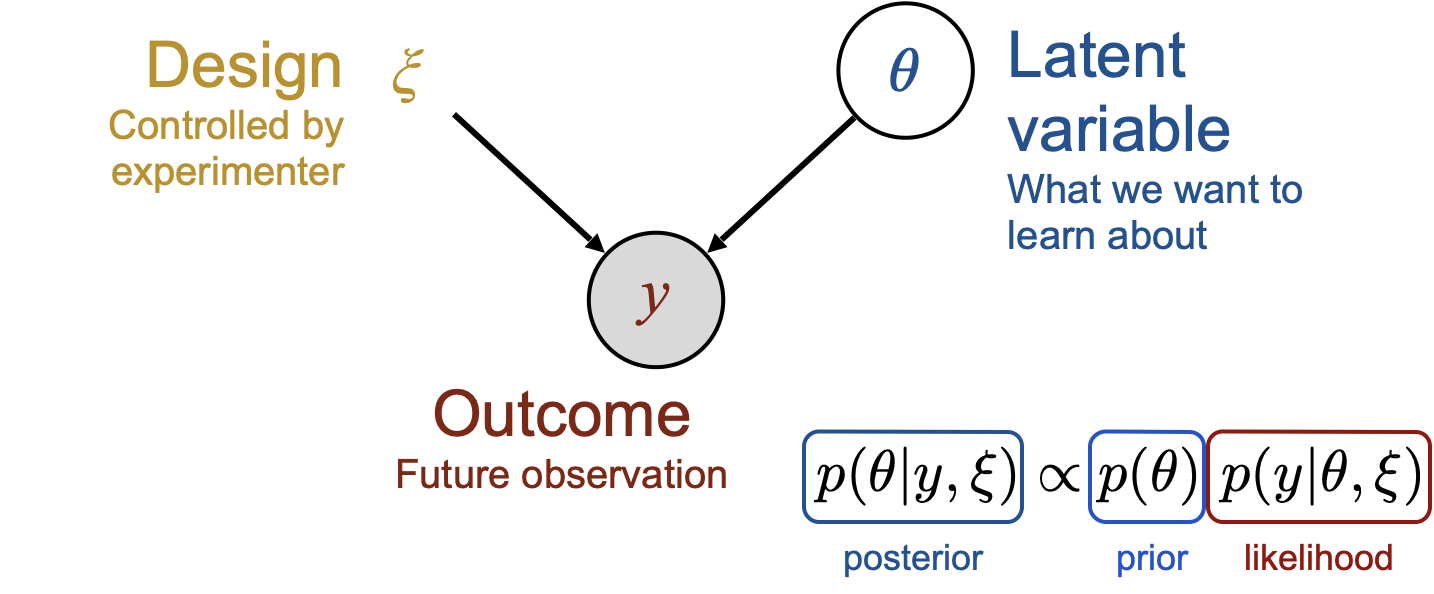 Design ξ
Controlled by
experimenter
θ
Latent
variable
What we want to
learn about
y
Outcome
Future observation
p(θ|y, ξ) ∝ p(θ) p(y|θ, ξ)
posterior prior likelihood